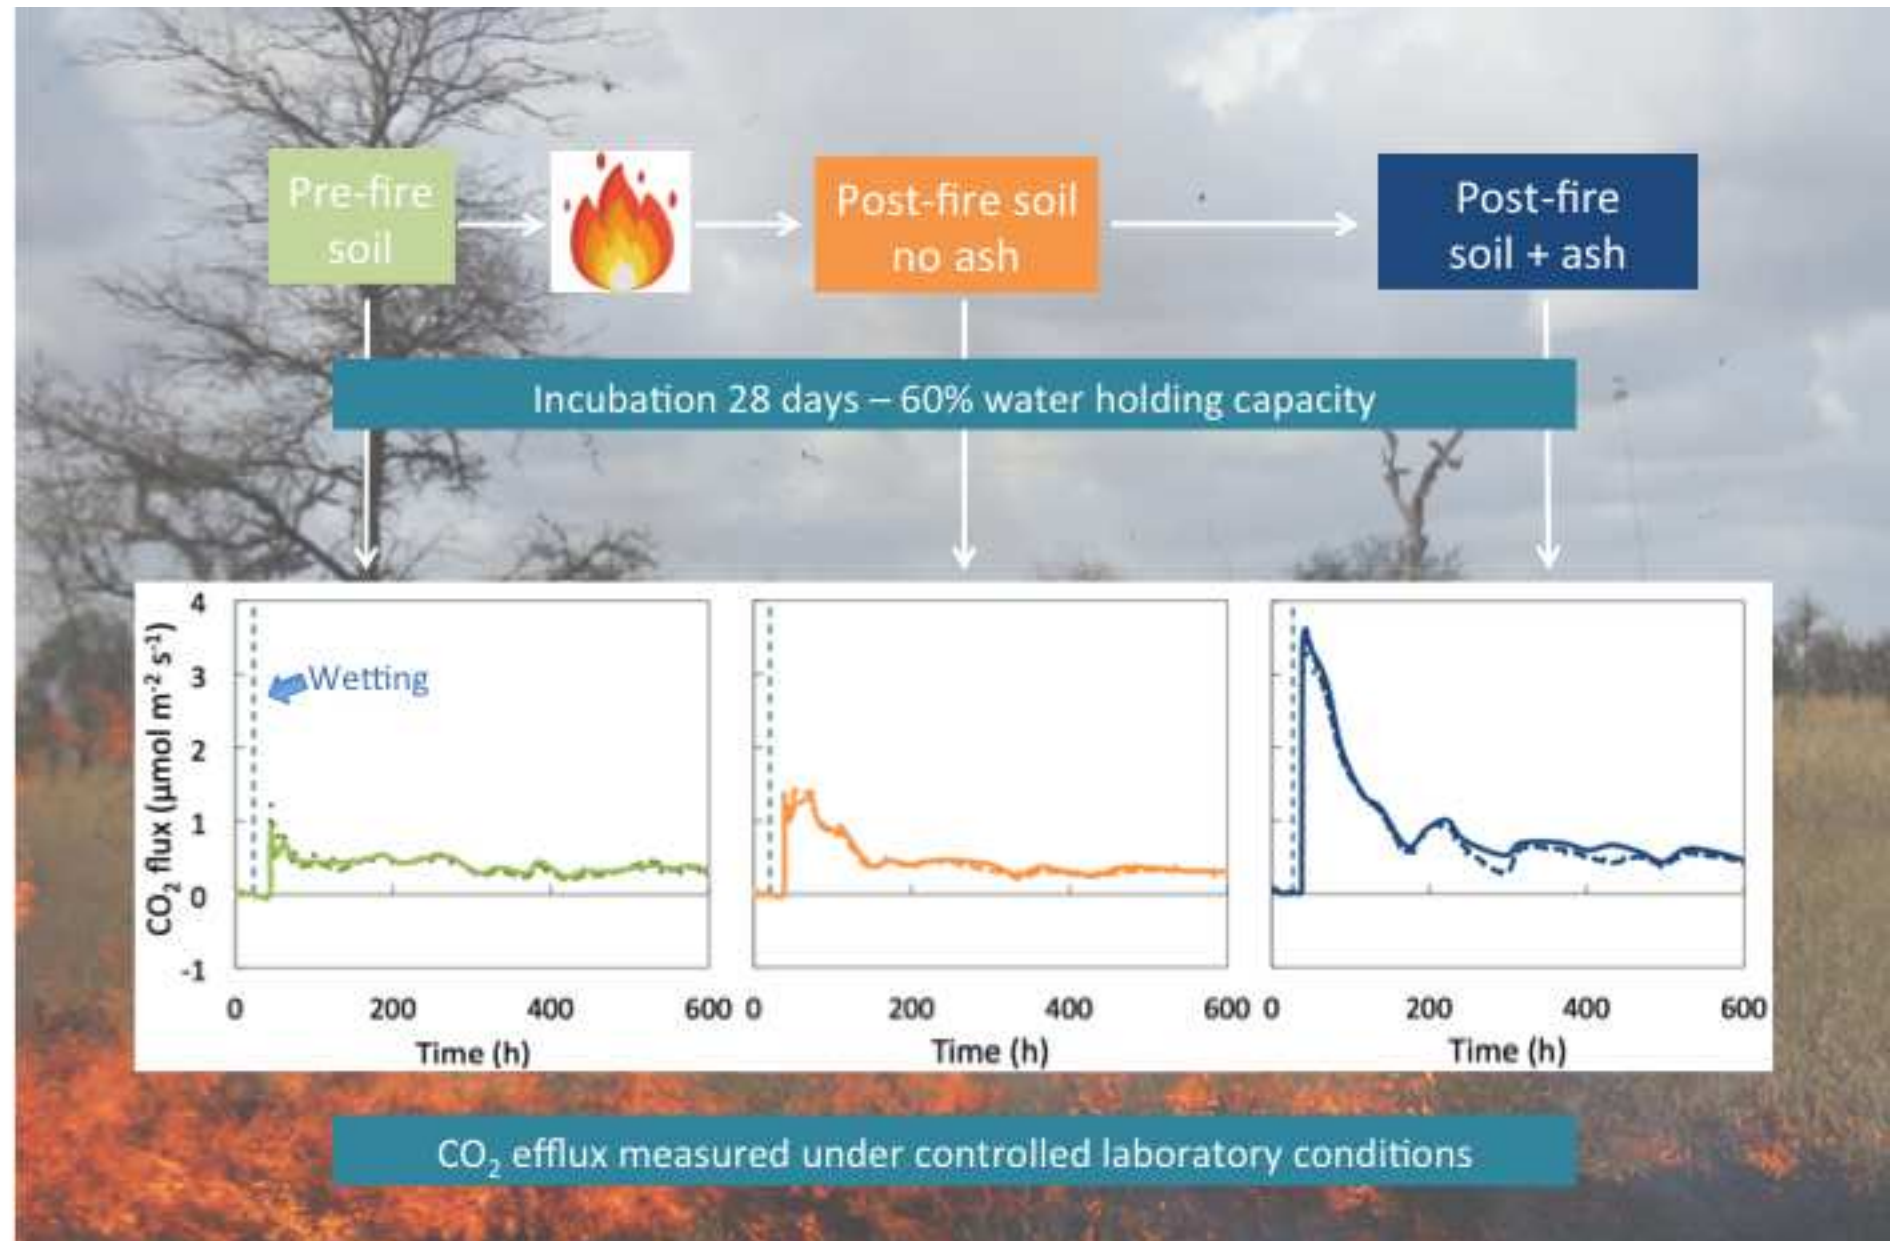 Pre-fire
soil
Post-fire soil
no ash
Post-fire
soil + ash
Incubation 28 days – 60% water holding capacity
CO₂ flux (μmol m⁻² s⁻¹)
4
3
2
1
0
-1
Wetting
0 200 400 600
0 200 400 600
0 200 400 600
Time (h)
Time (h)
Time (h)
CO₂ efflux measured under controlled laboratory conditions